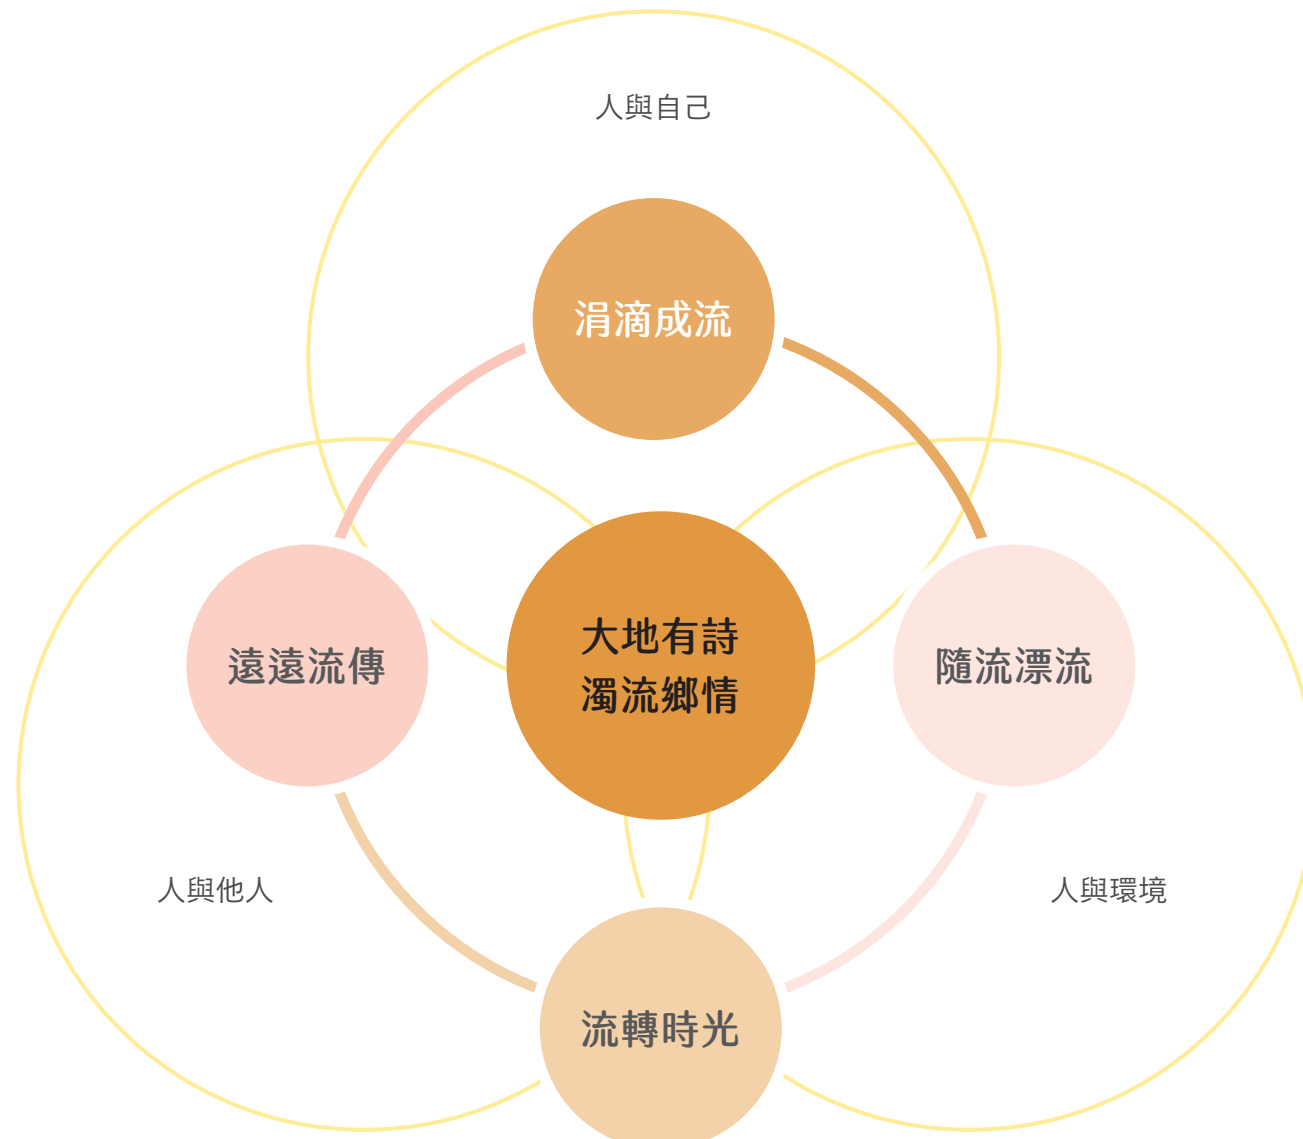 人與自己
涓滴成流
大地有詩
濁流鄉情
遠遠流傳
隨流漂流
人與他人
人與環境
流轉時光